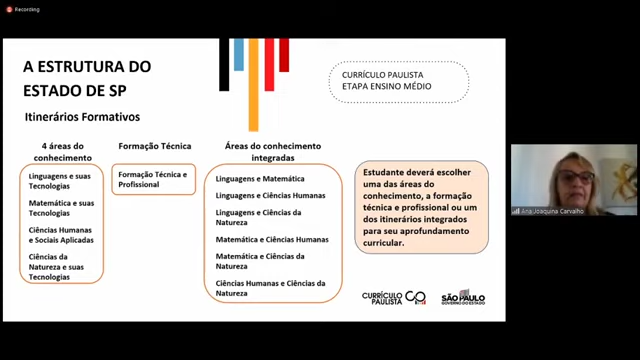 Recording
A ESTRUTURA DO
ESTADO DE SP
Itinerários Formativos
CURRÍCULO PAULISTA
ETAPA ENSINO MÉDIO
4 áreas do
conhecimento
Linguagens e suas
Tecnologias
Matemática e suas
Tecnologias
Ciências Humanas
e Sociais Aplicadas
Ciências da
Natureza e suas
Tecnologias
Formação Técnica
Formação Técnica e
Profissional
Áreas do conhecimento
integradas
Linguagens e Matemática
Linguagens e Ciências Humanas
Linguagens e Ciências da
Natureza
Matemática e Ciências Humanas
Matemática e Ciências da
Natureza
Ciências Humanas e Ciências da
Natureza
Estudante deverá escolher
uma das áreas do
conhecimento, a formação
técnica e profissional ou um
dos itinerários integrados
para seu aprofundamento
curricular.
CURRÍCULO
PAULISTA
SÃO PAULO
GOVERNO DO ESTADO
Ana Joaquina Carvalho